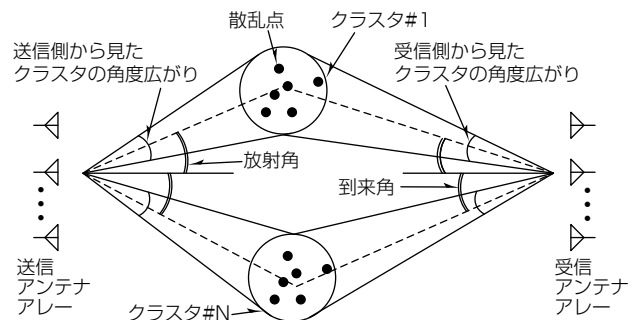 散乱点
クラスタ#1
送信側から見た
クラスタの角度広がり
受信側から見た
クラスタの角度広がり
放射角
到来角
送信
アンテナ
アレー
受信
アンテナ
アレー
クラスタ#N